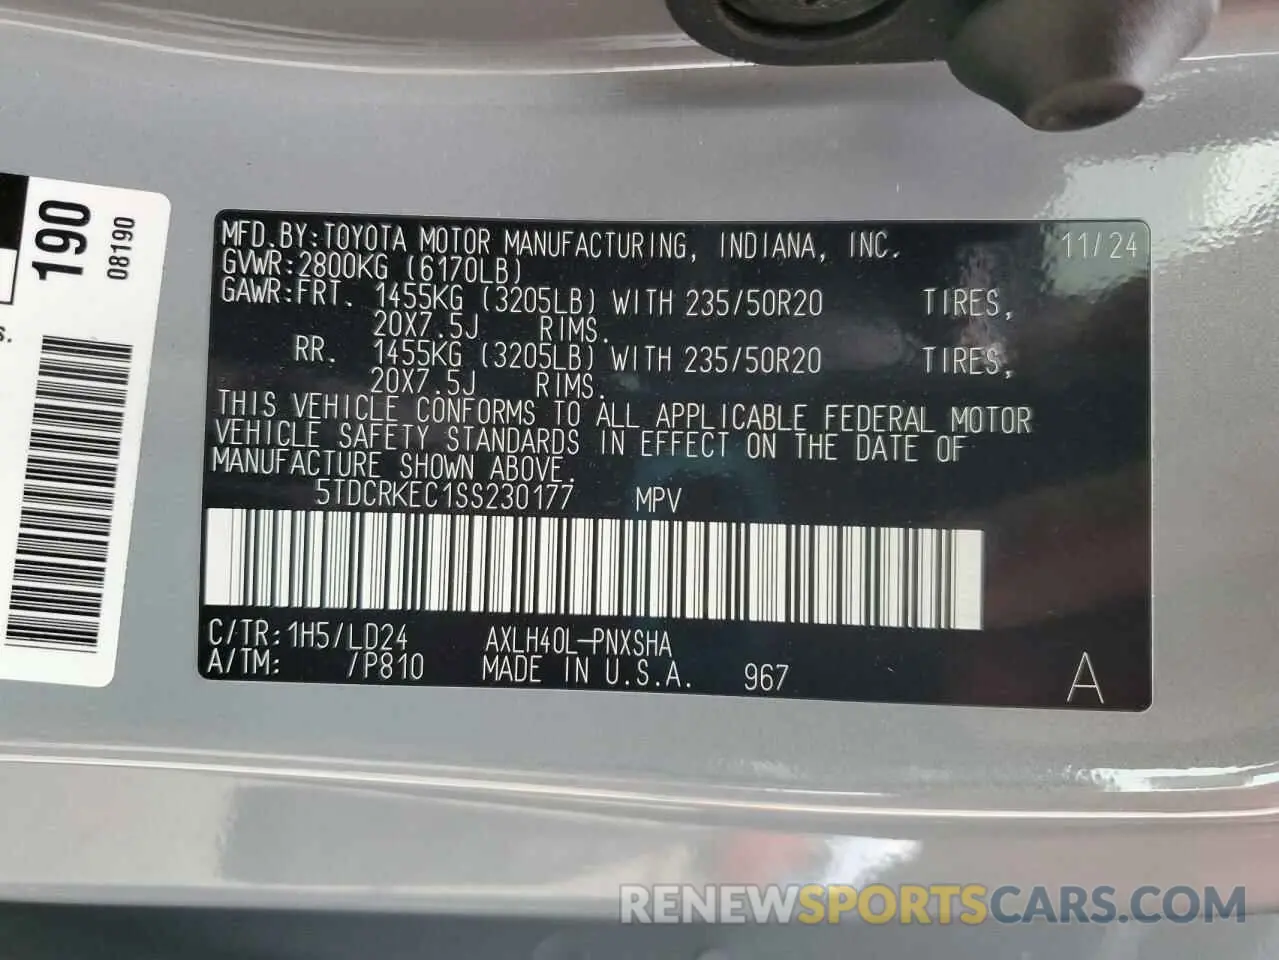 190
08190
s.
MFD.BY:TOYOTA MOTOR MANUFACTURING, INDIANA, INC. 11/24
GVWR:2800KG (6170LB)
GAWR:FRT. 1455KG (3205LB) WITH 235/50R20 TIRES,
20X7.5J RIMS.
RR. 1455KG (3205LB) WITH 235/50R20 TIRES,
20X7.5J RIMS.
THIS VEHICLE CONFORMS TO ALL APPLICABLE FEDERAL MOTOR
VEHICLE SAFETY STANDARDS IN EFFECT ON THE DATE OF
MANUFACTURE SHOWN ABOVE.
5TDCRKEC1SS230177 MPV
C/TR:1H5/LD24 AXLH40L-PNXSHA
A/TM: /P810 MADE IN U.S.A. 967 A
RENEWSPORTSCARS.COM